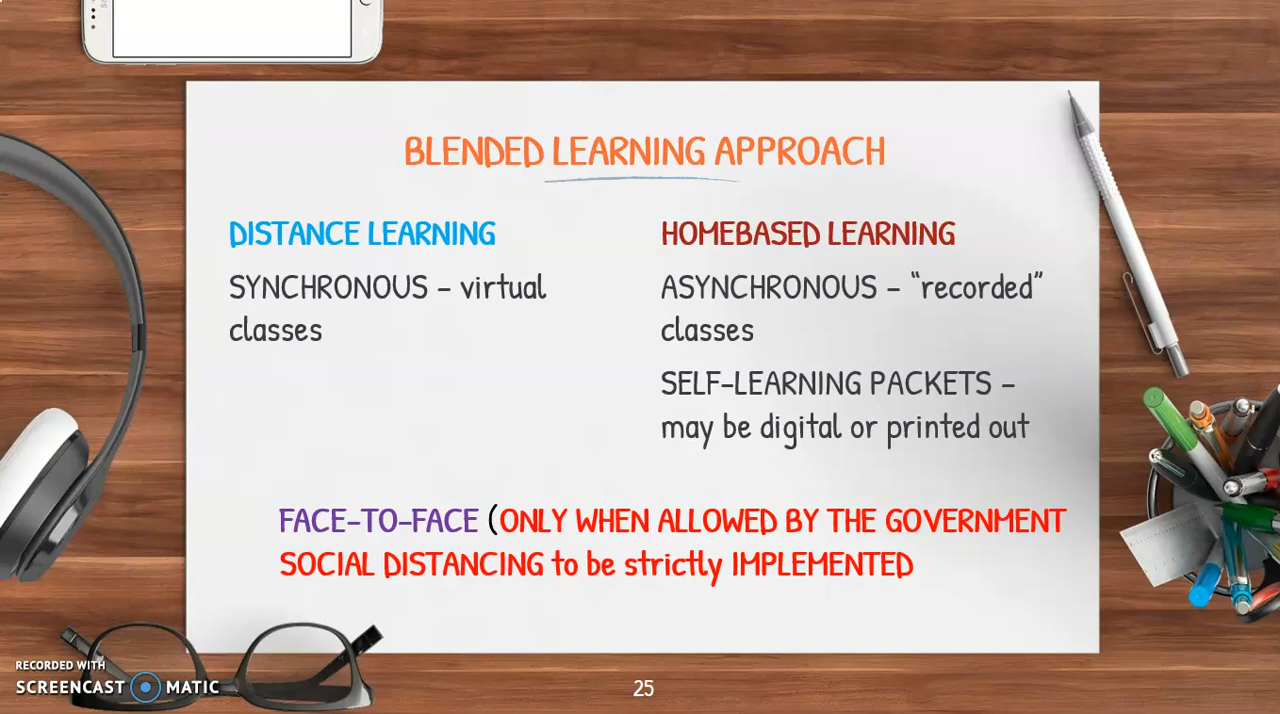 BLENDED LEARNING APPROACH
DISTANCE LEARNING
SYNCHRONOUS – virtual
classes
HOMEBASED LEARNING
ASYNCHRONOUS – “recorded”
classes
SELF-LEARNING PACKETS –
may be digital or printed out
FACE-TO-FACE (ONLY WHEN ALLOWED BY THE GOVERNMENT
SOCIAL DISTANCING to be strictly IMPLEMENTED
RECORDED WITH
SCREENCAST MATIC
25